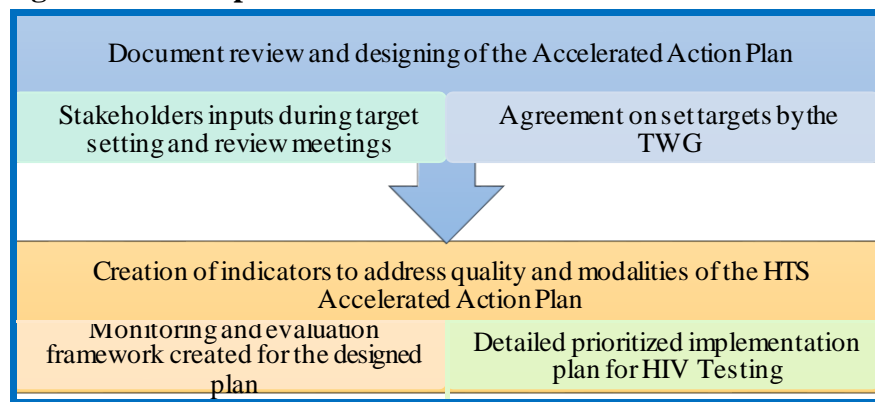 Document review and designing of the Accelerated Action Plan
Stakeholders inputs during target
setting and review meetings
Agreement on set targets by the
TWG
Creation of indicators to address quality and modalities of the HTS
Accelerated Action Plan
Monitoring and evaluation
framework created for the designed
plan
Detailed prioritized implementation
plan for HIV Testing